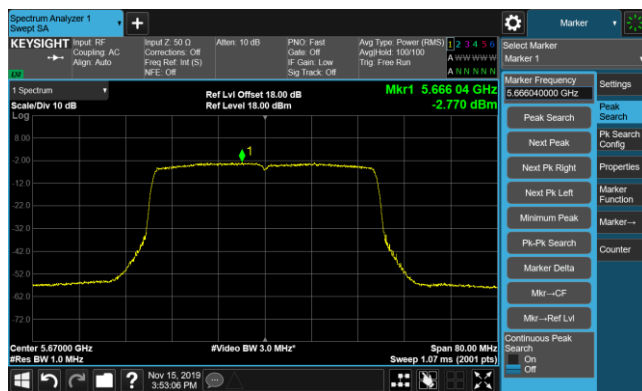 Spectrum Analyzer 1
Swept SA
Marker
KEYSIGHT
Input: RF
Coupling: AC
Align: Auto
Input Z: 50 Ω
Corrections: Off
Freq Ref: Int (S)
NFE: Off
Atten: 10 dB
PNO: Fast
Gate: Off
IF Gain: Low
Sig Track: Off
Avg Type: Power (RMS)
Avg|Hold: 100/100
Trig: Free Run
1 2 3 4 5 6
A W W W W W
A N N N N N
Select Marker
Marker 1
1 Spectrum
Scale/Div 10 dB
Log
Ref Lvl Offset 18.00 dB
Ref Level 18.00 dBm
Mkr1 5.666 04 GHz
-2.770 dBm
8.00
-2.00
-12.0
-22.0
-32.0
-42.0
-52.0
-62.0
-72.0
1
Center 5.67000 GHz
#Res BW 1.0 MHz
#Video BW 3.0 MHz*
Span 80.00 MHz
Sweep 1.07 ms (2001 pts)
Marker Frequency
5.666040000 GHz
Peak Search
Next Peak
Next Pk Right
Next Pk Left
Minimum Peak
Pk-Pk Search
Marker Delta
Mkr→CF
Mkr→Ref Lvl
Continuous Peak
Search
On
Off
Settings
Peak
Search
Pk Search
Config
Properties
Marker
Function
Marker→
Counter
Nov 15, 2019
3:53:06 PM